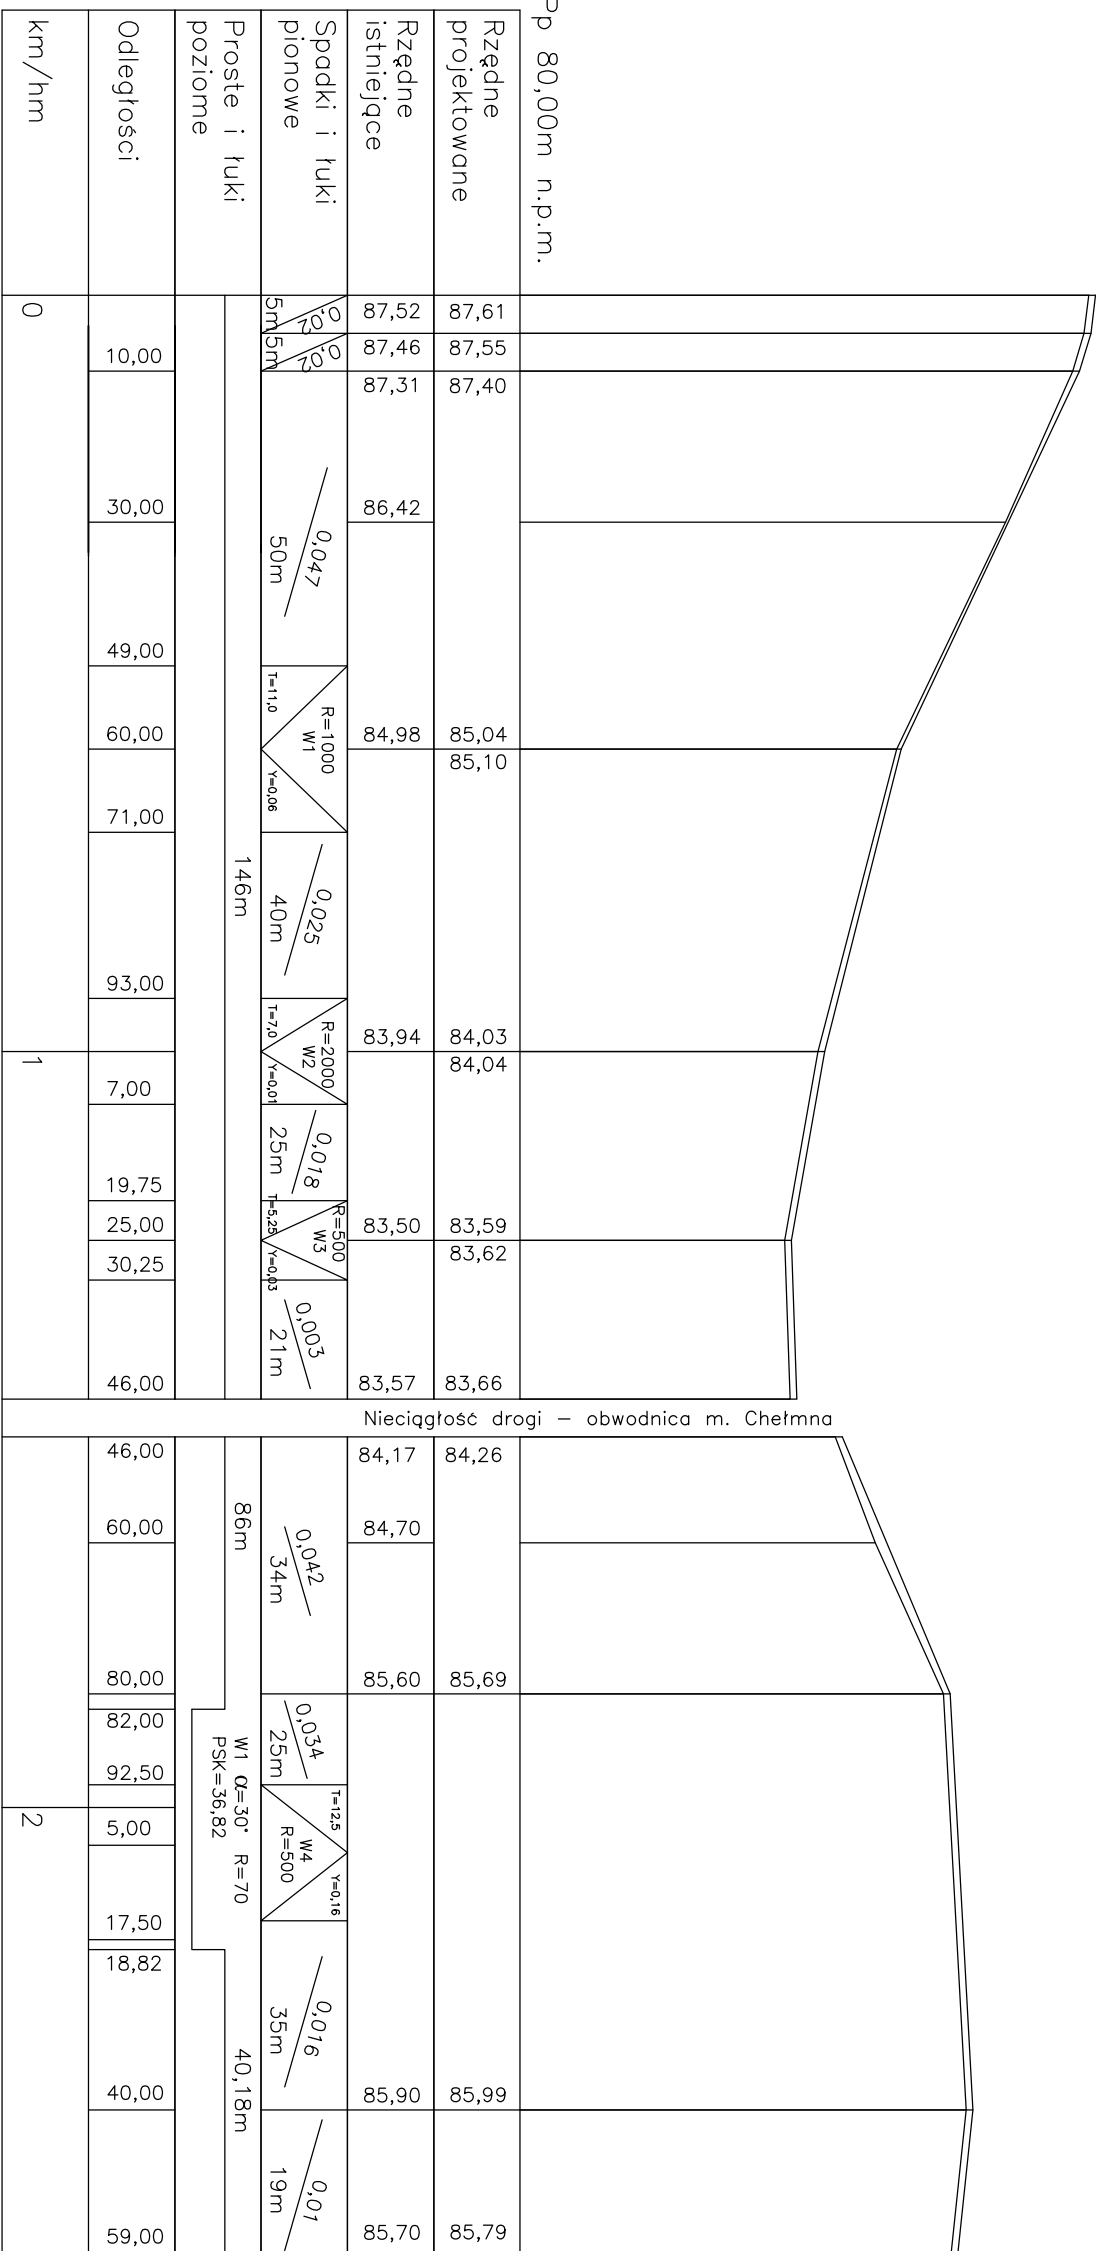 Pp 80,00m n.p.m.
Rzędne
projektowane
87,61
87,55
87,40
85,04
85,10
84,03
84,04
83,59
83,62
83,66
84,26
85,69
85,99
85,79
Rzędne
istniejące
87,52
87,46
87,31
86,42
84,98
83,94
83,50
83,57
84,17
84,70
85,60
85,90
85,70
Nieciągłość drogi – obwodnica m. Chełmna
Spadki i łuki
pionowe
0,02
5m
0,02
5m
0,047
50m
R=1000
W1
T=11,0
Y=0,06
0,025
40m
R=2000
W2
T=7,0
Y=0,01
0,018
25m
R=500
W3
T=5,25
Y=0,03
0,003
21m
0,042
34m
0,034
25m
T=12,5
Y=0,16
W4
R=500
0,016
35m
0,01
19m
Proste i łuki
poziome
146m
86m
W1 α=30° R=70
PSK=36,82
40,18m
Odległości
10,00
30,00
49,00
60,00
71,00
93,00
7,00
19,75
25,00
30,25
46,00
46,00
60,00
80,00
82,00
92,50
5,00
17,50
18,82
40,00
59,00
km/hm
0
1
2